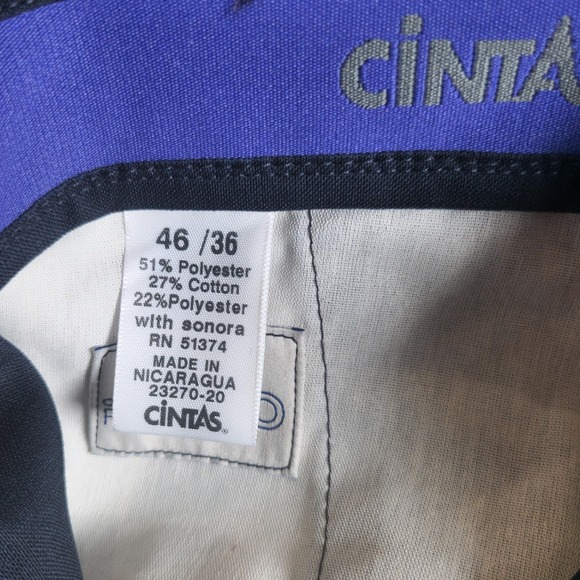 CINTAS
46 / 36
51% Polyester
27% Cotton
22%Polyester
with sonora
RN 51374
MADE IN
NICARAGUA
23270-20
CINTAS®